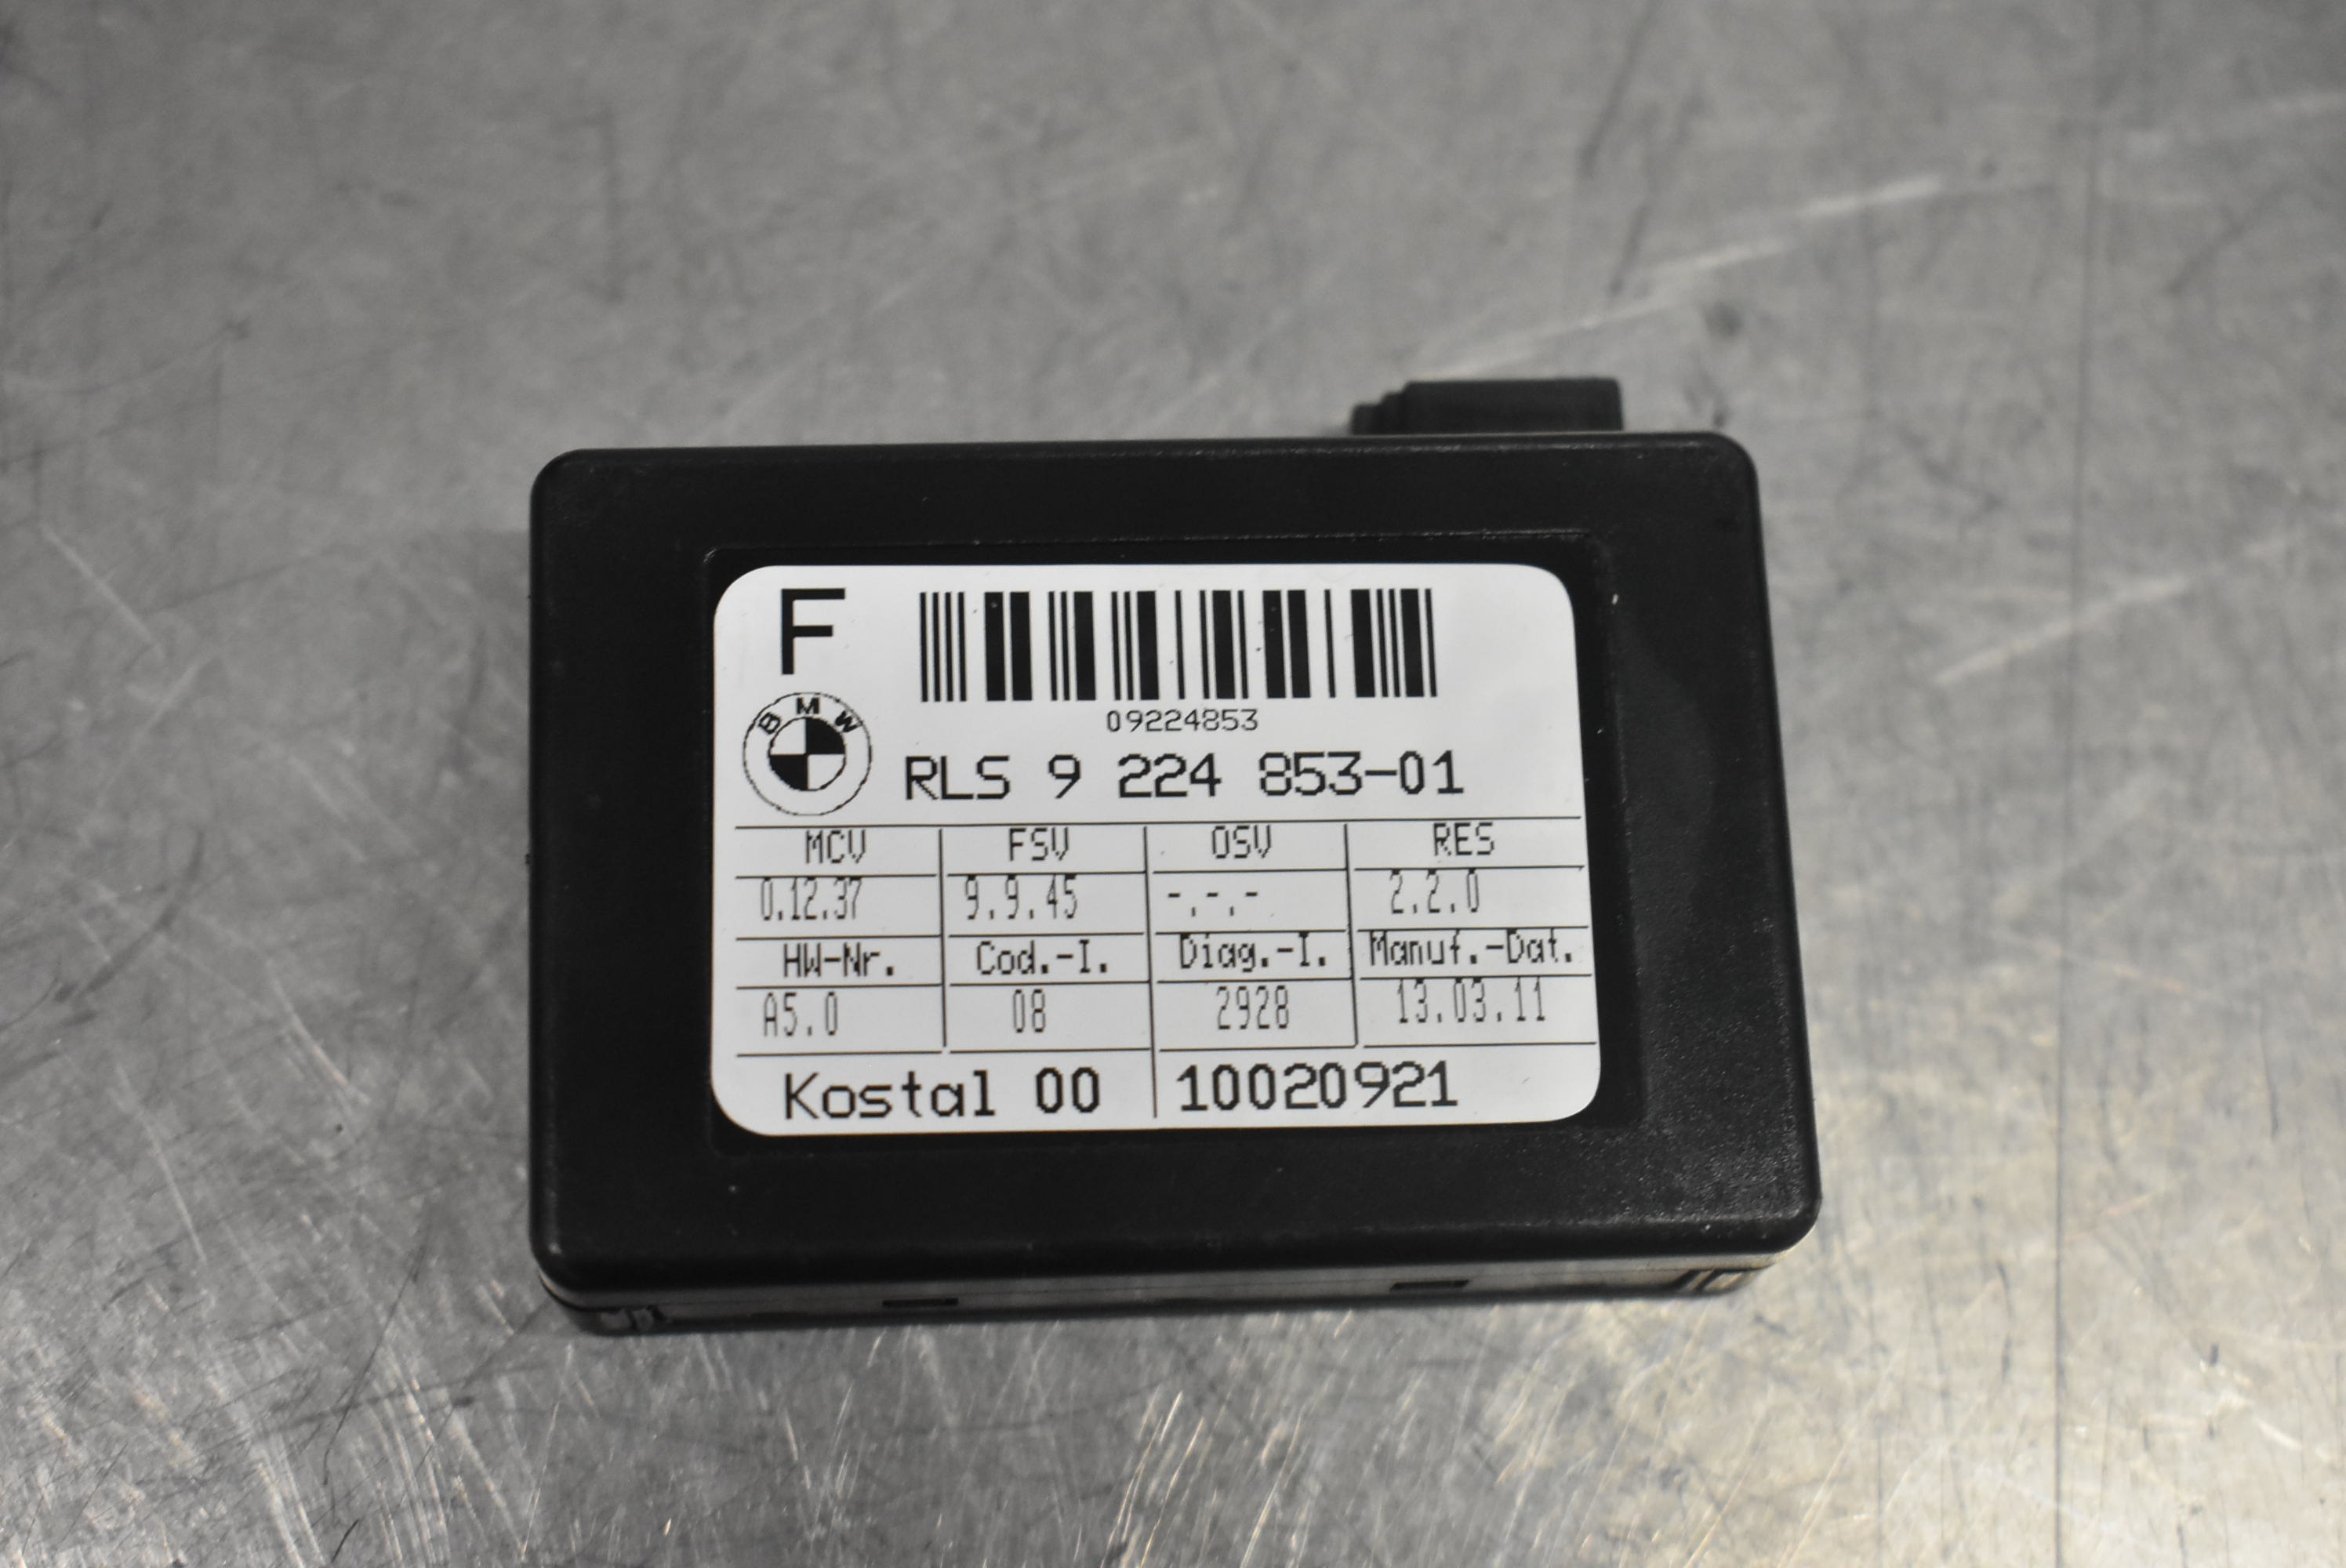 F
BMW
09224853
RLS 9 224 853-01
MCV FSV OSV RES
0.12.37 9.9.45 -.-.- 2.2.0
HW-Nr. Cod.-I. Diag.-I. Manuf.-Dat.
A5.0 08 2928 13.03.11
Kostal 00 10020921